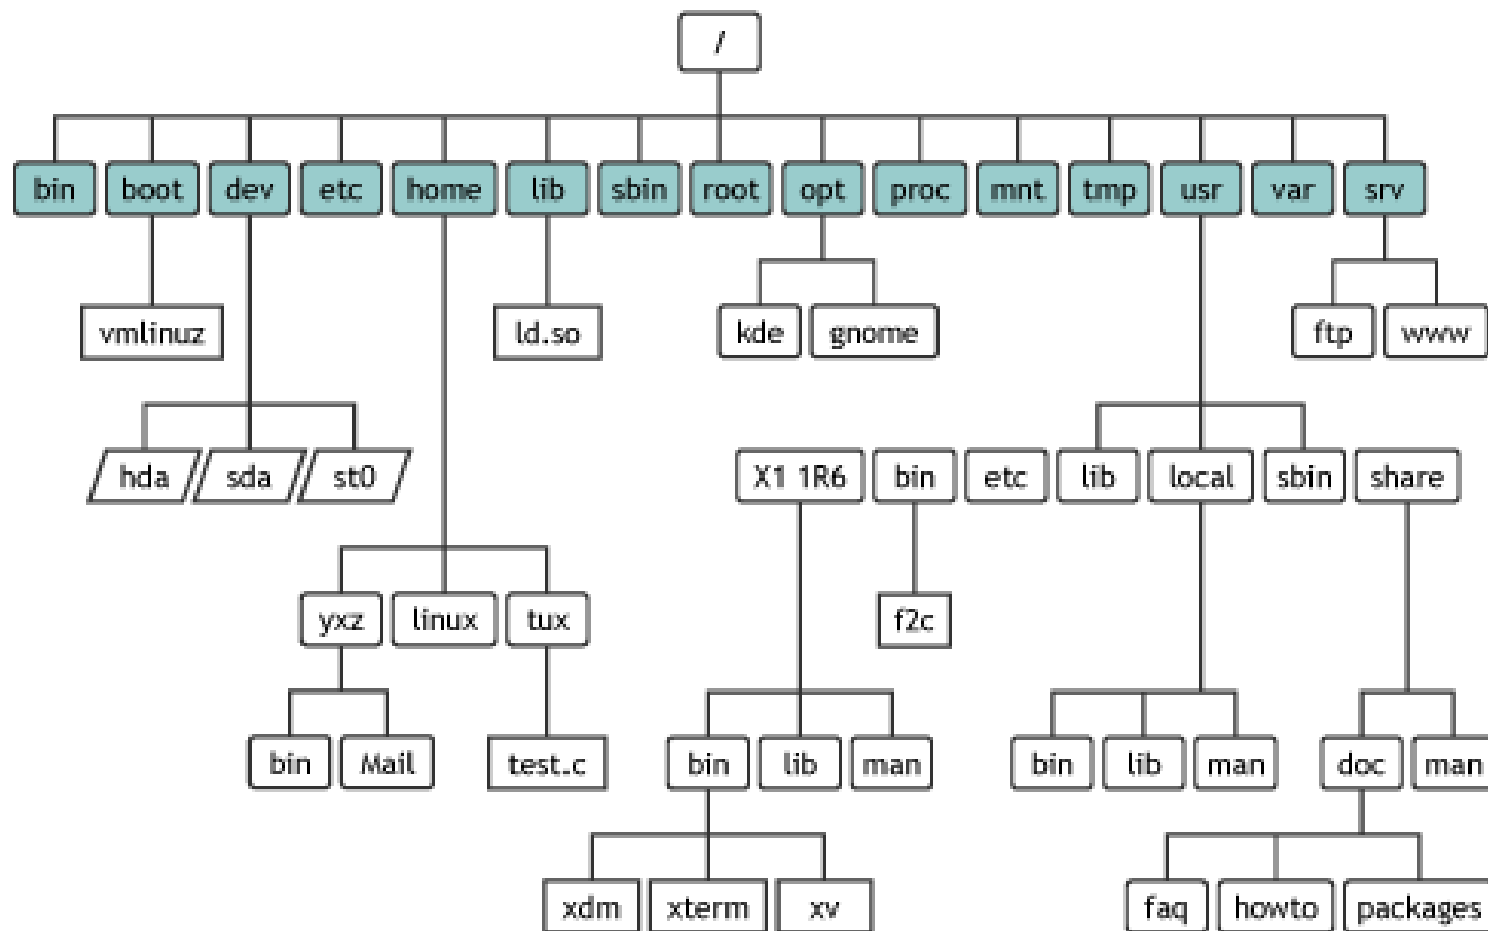 /
bin boot dev etc home lib sbin root opt proc mnt tmp usr var srv
vmlinuz ld.so kde gnome ftp www
hda sda st0 X1 1R6 bin etc lib local sbin share
yxz linux tux f2c
bin Mail test.c bin lib man bin lib man doc man
xdm xterm xv faq howto packages